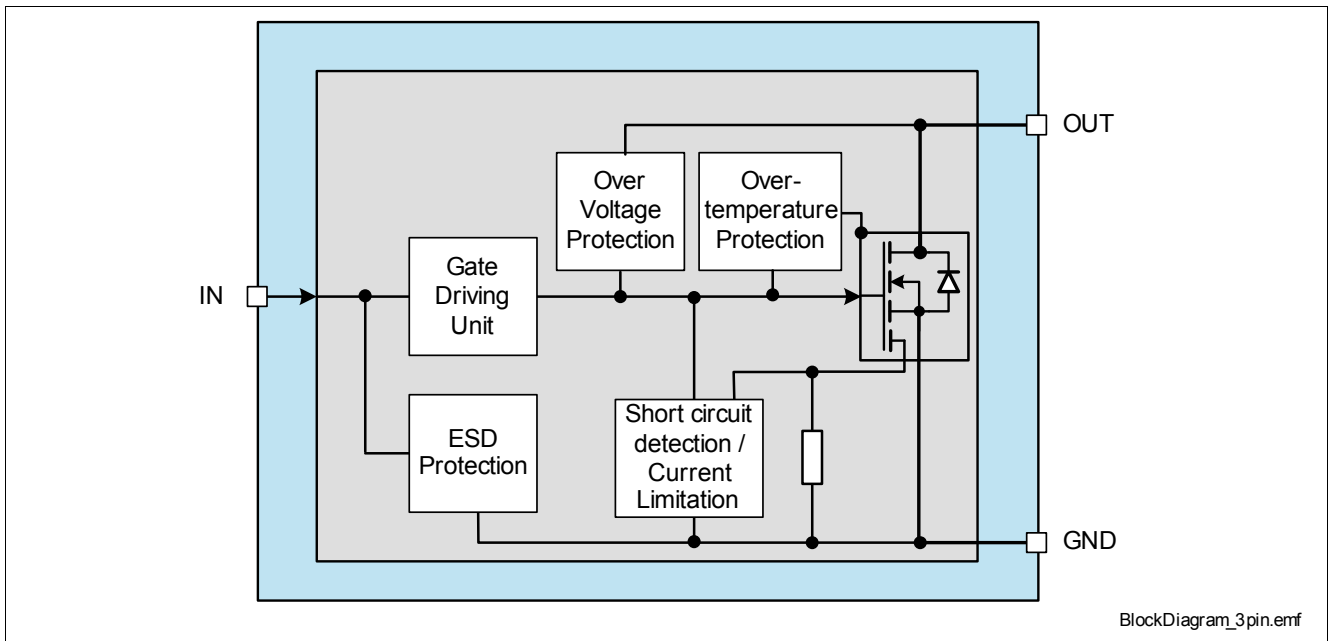 OUT
Over
Voltage
Protection
Over-
temperature
Protection
IN
Gate
Driving
Unit
ESD
Protection
Short circuit
detection /
Current
Limitation
GND
BlockDiagram_3pin.emf